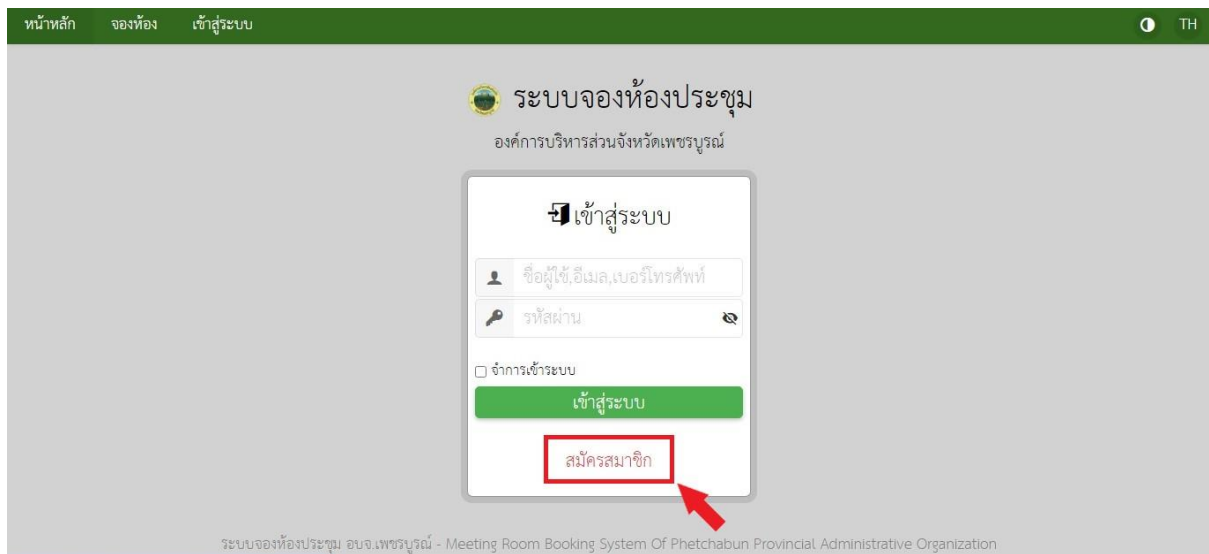 หน้าหลัก จองห้อง เข้าสู่ระบบ TH
ระบบจองห้องประชุม
องค์การบริหารส่วนจังหวัดเพชรบูรณ์
เข้าสู่ระบบ
ชื่อผู้ใช้,อีเมล,เบอร์โทรศัพท์
รหัสผ่าน
จำการเข้าระบบ
เข้าสู่ระบบ
สมัครสมาชิก
ระบบจองห้องประชุม อบจ.เพชรบูรณ์ - Meeting Room Booking System Of Phetchabun Provincial Administrative Organization